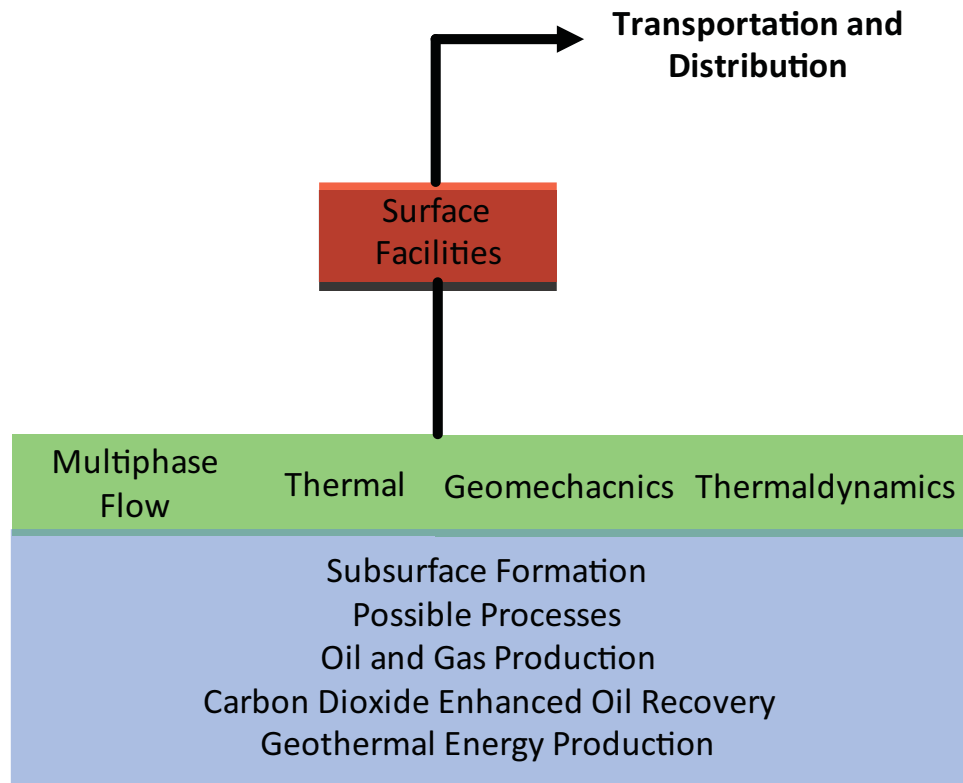 Transportation and
Distribution
Surface
Facilities
Multiphase
Flow
Thermal
Geomechacnics
Thermaldynamics
Subsurface Formation
Possible Processes
Oil and Gas Production
Carbon Dioxide Enhanced Oil Recovery
Geothermal Energy Production